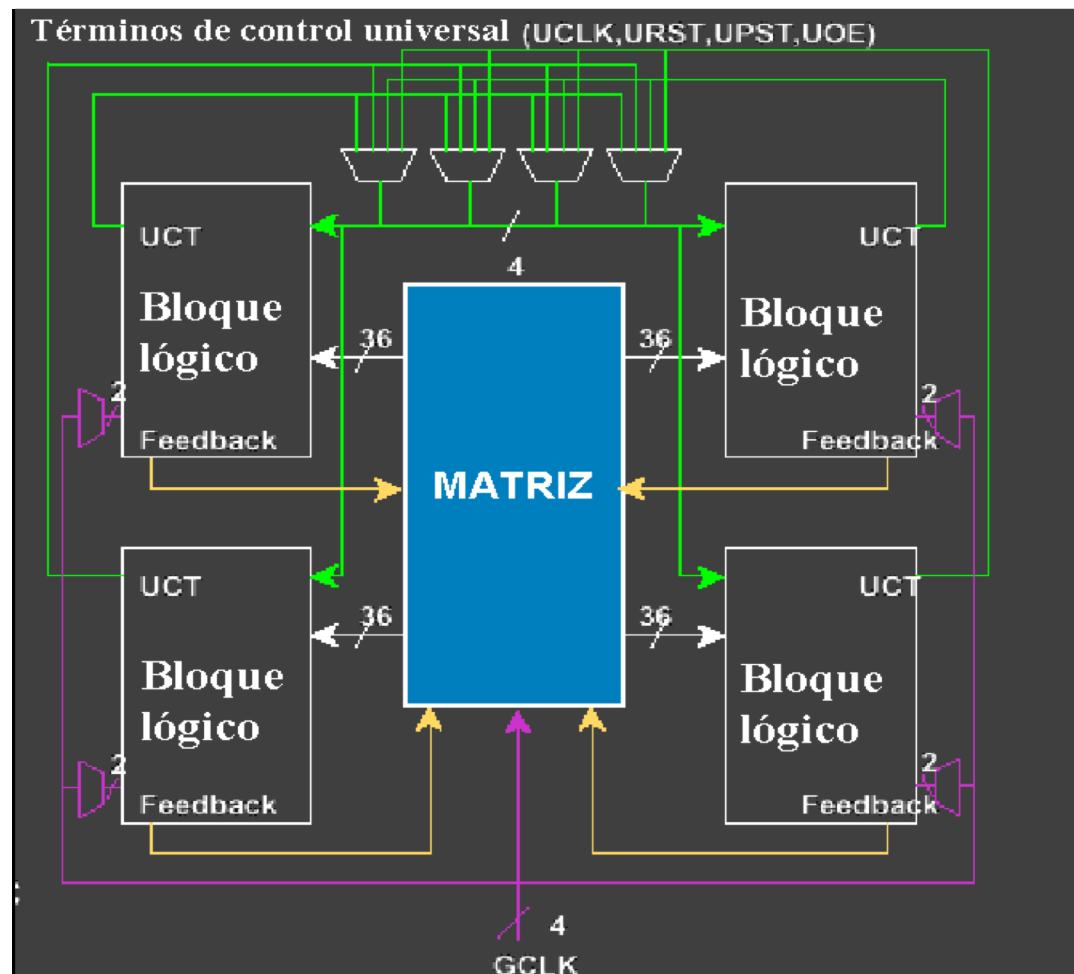 Términos de control universal (UCLK,URST,UPST,UOE)
UCT
UCT
4
Bloque
lógico
Bloque
lógico
36
36
2
2
Feedback
Feedback
MATRIZ
UCT
UCT
36
36
Bloque
lógico
Bloque
lógico
2
2
Feedback
Feedback
4
GCLK